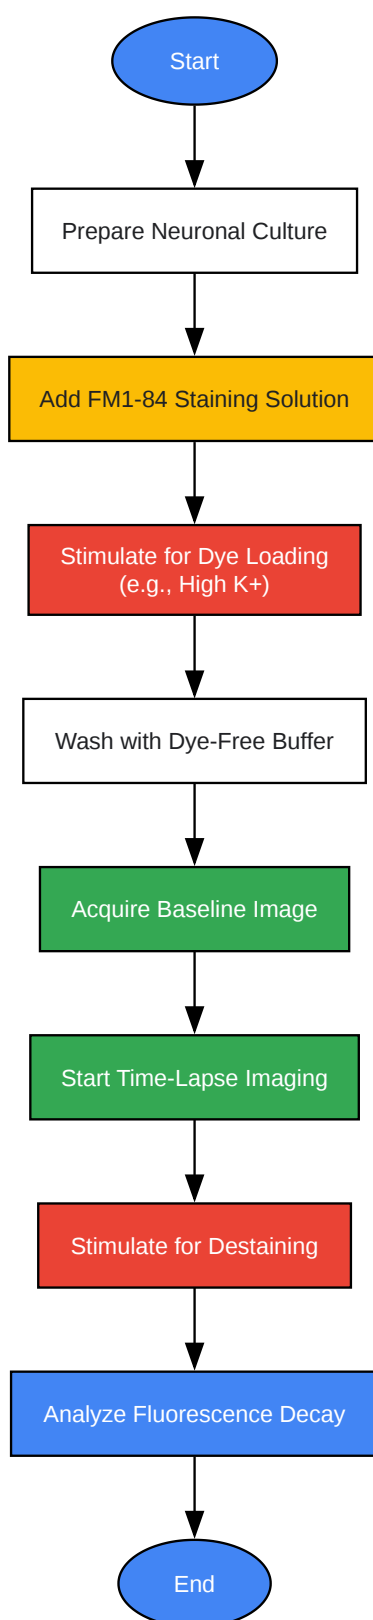 Start
Prepare Neuronal Culture
Add FM1-84 Staining Solution
Stimulate for Dye Loading
(e.g., High K+)
Wash with Dye-Free Buffer
Acquire Baseline Image
Start Time-Lapse Imaging
Stimulate for Destaining
Analyze Fluorescence Decay
End